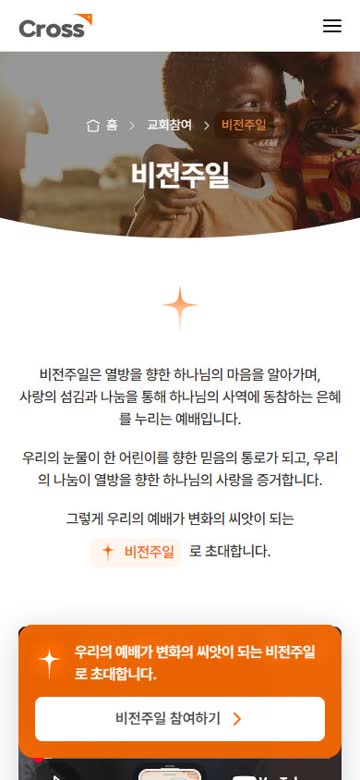 Cross
홈 > 교회참여 > 비전주일
비전주일
비전주일은 열방을 향한 하나님의 마음을 알아가며,
사랑의 섬김과 나눔을 통해 하나님의 사역에 동참하는 은혜
를 누리는 예배입니다.
우리의 눈물이 한 어린이를 향한 믿음의 통로가 되고, 우리
의 나눔이 열방을 향한 하나님의 사랑을 증거합니다.
그렇게 우리의 예배가 변화의 씨앗이 되는
비전주일 로 초대합니다.
우리의 예배가 변화의 씨앗이 되는 비전주일
로 초대합니다.
비전주일 참여하기 >